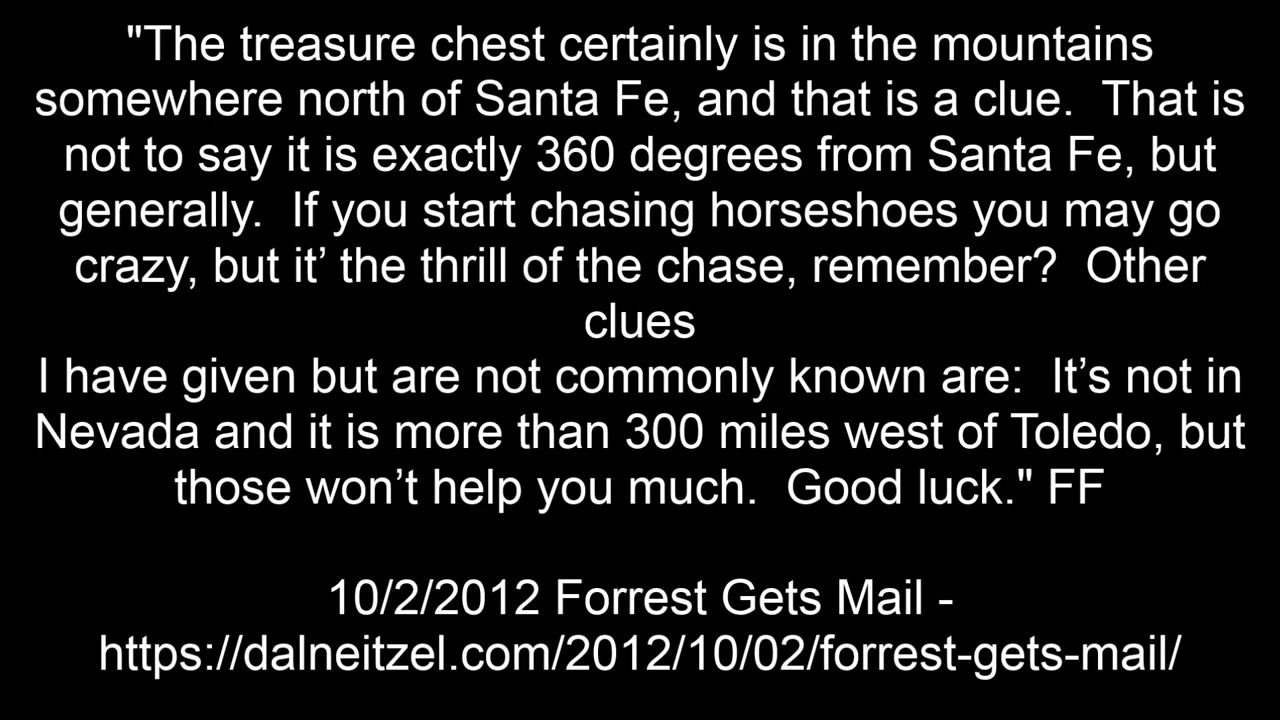 "The treasure chest certainly is in the mountains
somewhere north of Santa Fe, and that is a clue.  That is
not to say it is exactly 360 degrees from Santa Fe, but
generally.  If you start chasing horseshoes you may go
crazy, but it’ the thrill of the chase, remember?  Other
clues
I have given but are not commonly known are:  It’s not in
Nevada and it is more than 300 miles west of Toledo, but
those won’t help you much.  Good luck." FF
10/2/2012 Forrest Gets Mail -
https://dalneitzel.com/2012/10/02/forrest-gets-mail/